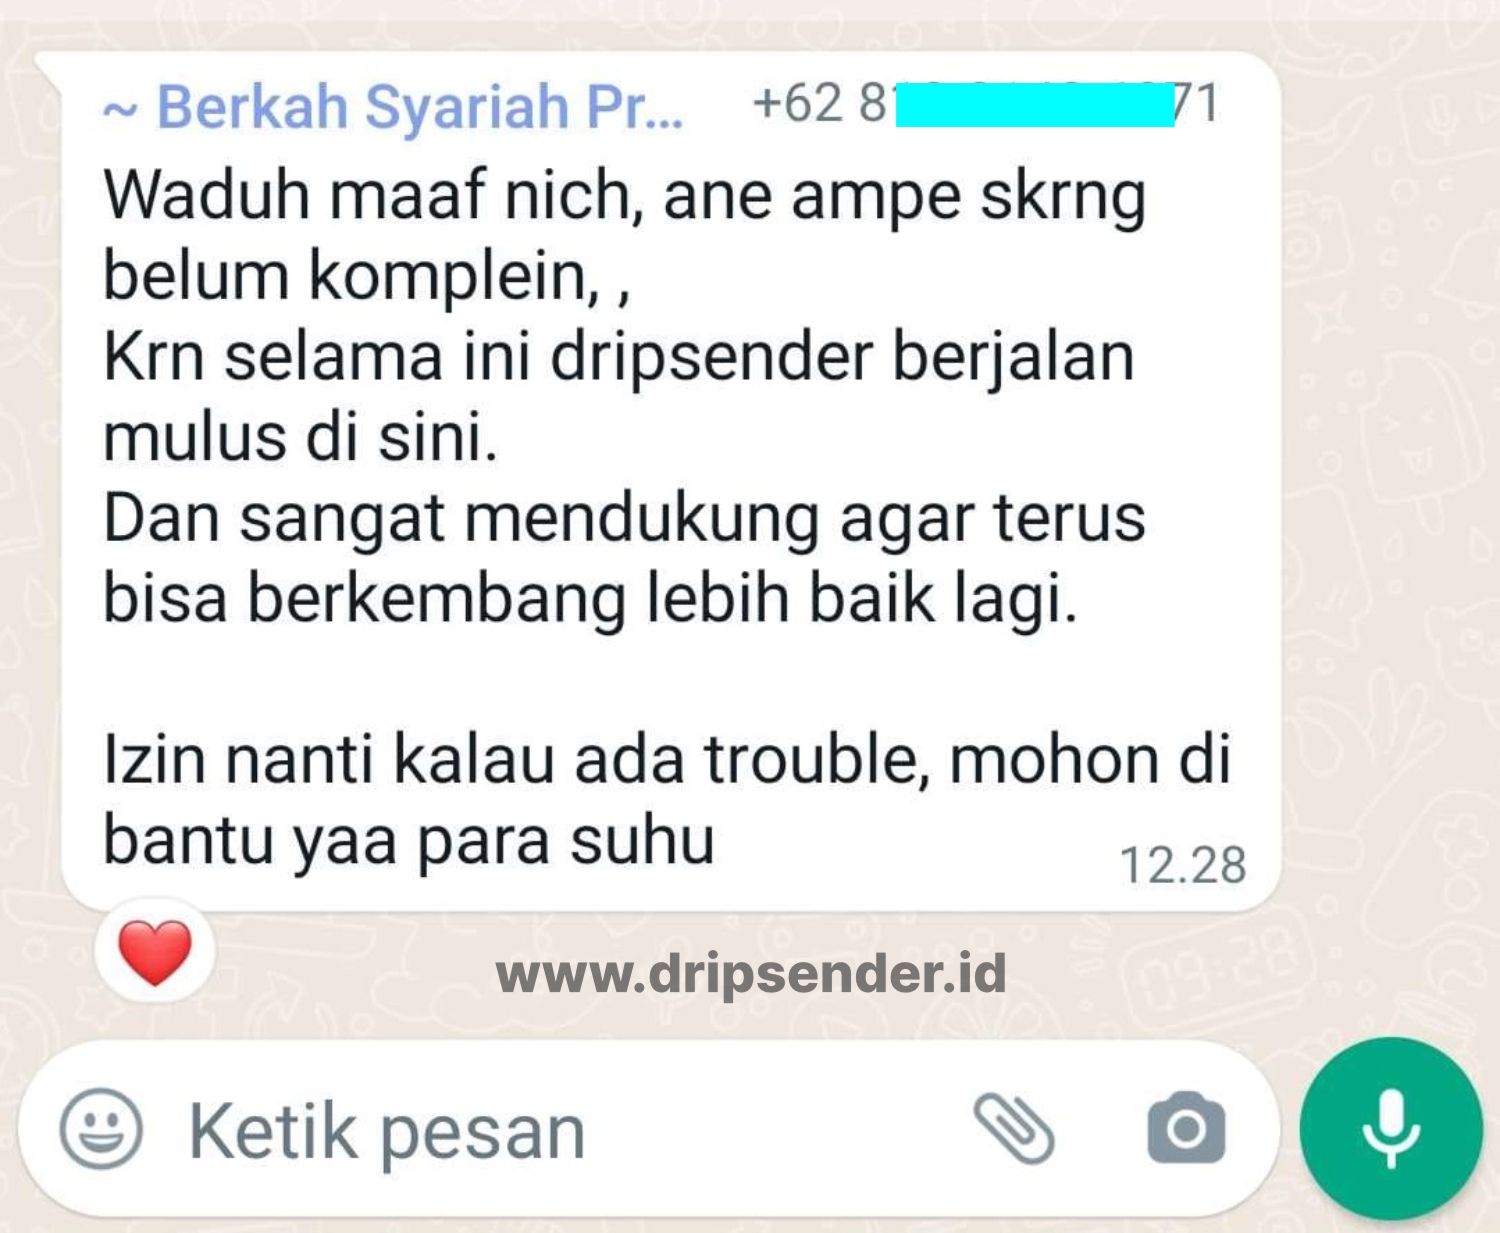 ~ Berkah Syariah Pr... +62 8 71
Waduh maaf nich, ane ampe skrng
belum komplein, ,
Krn selama ini dripsender berjalan
mulus di sini.
Dan sangat mendukung agar terus
bisa berkembang lebih baik lagi.
Izin nanti kalau ada trouble, mohon di
bantu yaa para suhu
12.28
www.dripsender.id
Ketik pesan